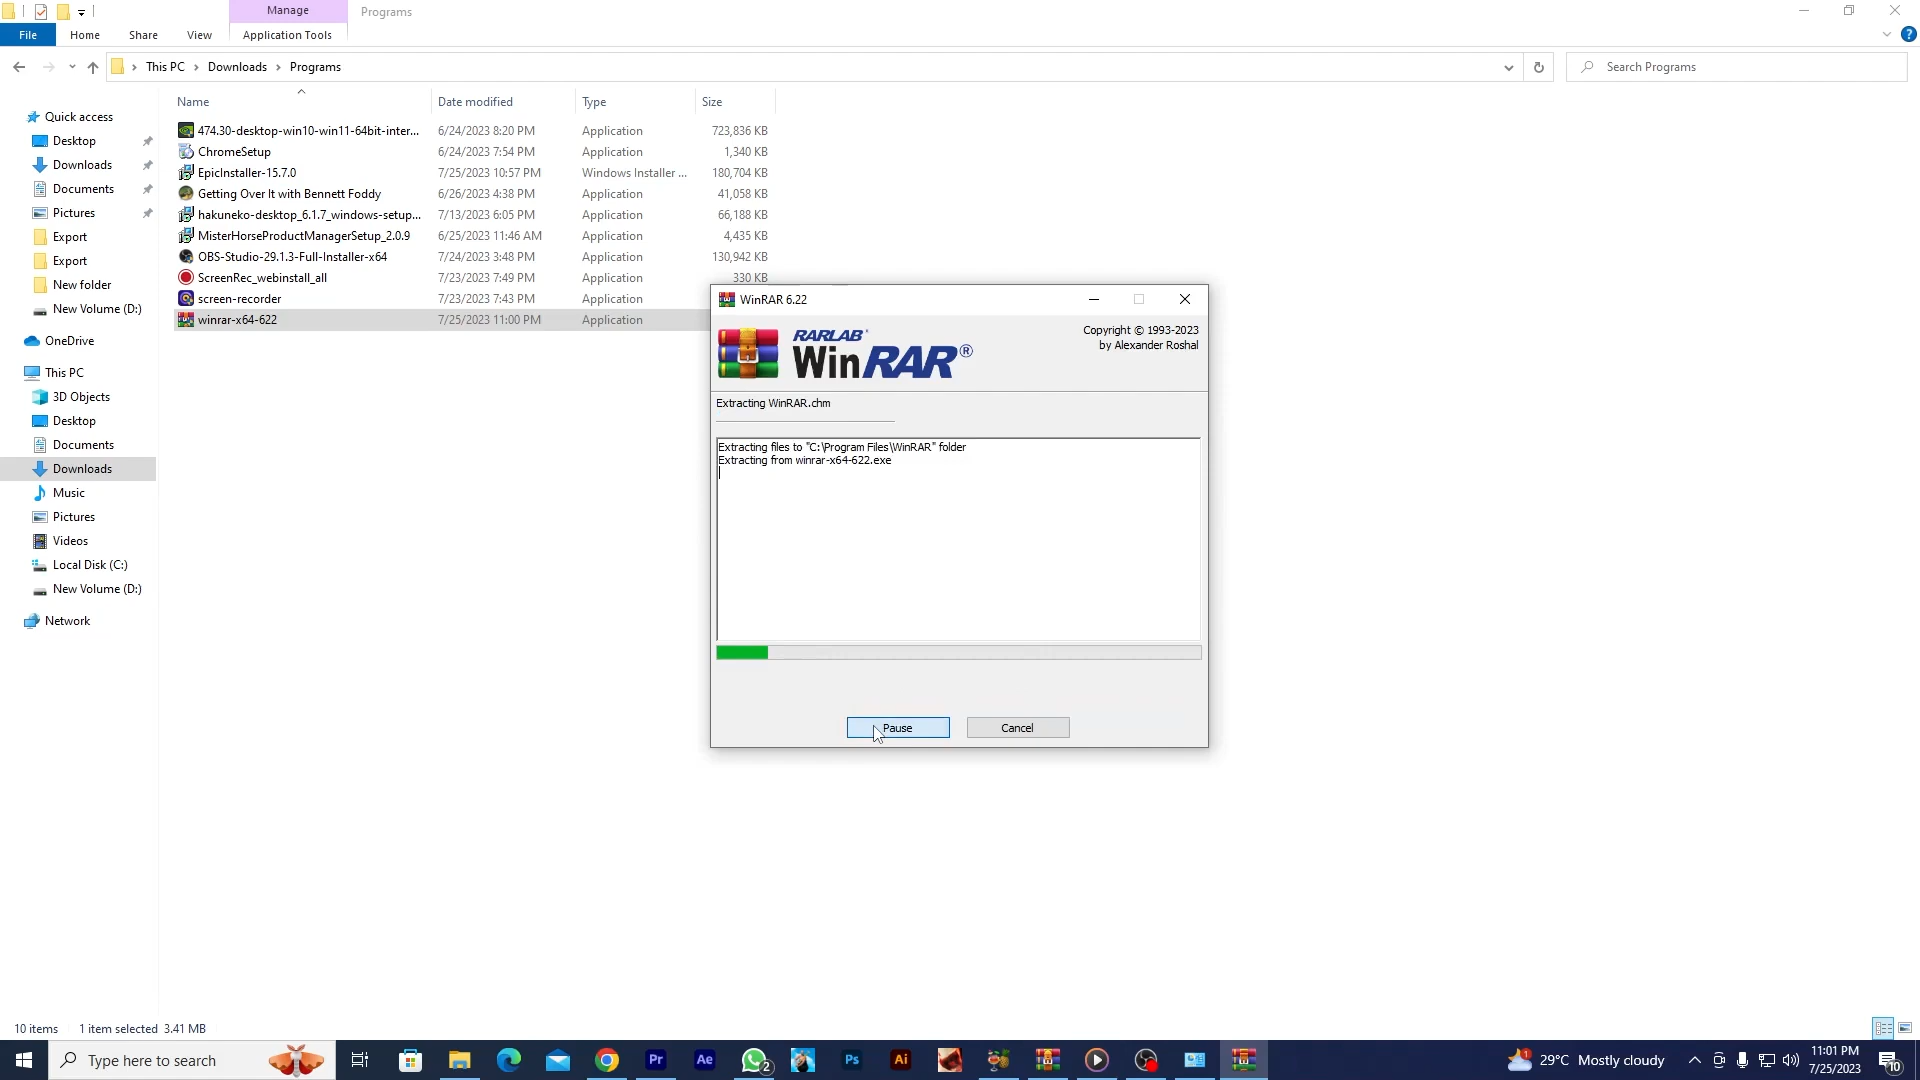 Manage
Programs
File
Home
Share
View
Application Tools
?
This PC
Downloads
Programs
Search Programs
Name
Date modified
Type
Size
474.30-desktop-win10-win11-64bit-inter... 6/24/2023 8:20 PM Application 723,836 KB
ChromeSetup 6/24/2023 7:54 PM Application 1,340 KB
EpicInstaller-15.7.0 7/25/2023 10:57 PM Windows Installer ... 180,704 KB
Getting Over It with Bennett Foddy 6/26/2023 4:38 PM Application 41,058 KB
hakuneko-desktop_6.1.7_windows-setup... 7/13/2023 6:05 PM Application 66,188 KB
MisterHorseProductManagerSetup_2.0.9 6/25/2023 11:46 AM Application 4,435 KB
OBS-Studio-29.1.3-Full-Installer-x64 7/24/2023 3:48 PM Application 130,942 KB
ScreenRec_webinstall_all 7/23/2023 7:49 PM Application 330 KB
screen-recorder 7/23/2023 7:43 PM Application
winrar-x64-622 7/25/2023 11:00 PM Application
Quick access
Desktop
Downloads
Documents
Pictures
Export
Export
New folder
New Volume (D:)
OneDrive
This PC
3D Objects
Desktop
Documents
Downloads
Music
Pictures
Videos
Local Disk (C:)
New Volume (D:)
Network
WinRAR 6.22
RARLAB
WinRAR®
Copyright © 1993-2023
by Alexander Roshal
Extracting WinRAR.chm
Extracting files to "C:\Program Files\WinRAR" folder
Extracting from winrar-x64-622.exe
Pause
Cancel
10 items
1 item selected 3.41 MB
Type here to search
Pr
Ae
2
Ps
Ai
1
29°C Mostly cloudy
11:01 PM
7/25/2023
10